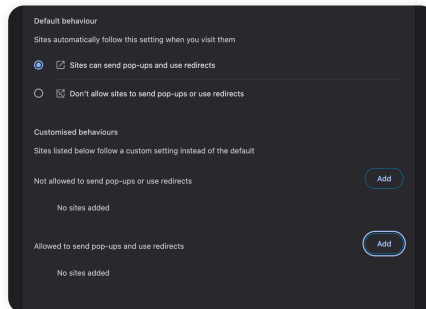 Default behaviour
Sites automatically follow this setting when you visit them
Sites can send pop-ups and use redirects
Don't allow sites to send pop-ups or use redirects
Customised behaviours
Sites listed below follow a custom setting instead of the default
Not allowed to send pop-ups or use redirects
Add
No sites added
Allowed to send pop-ups and use redirects
Add
No sites added